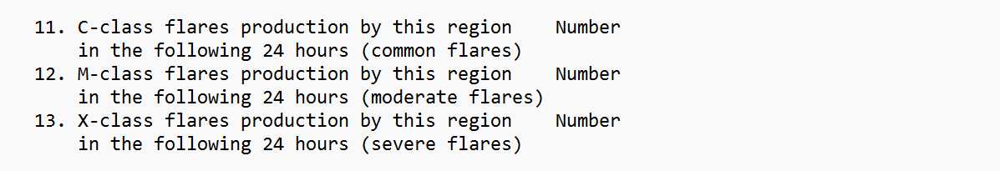 11. C-class flares production by this region    Number
    in the following 24 hours (common flares)
12. M-class flares production by this region    Number
    in the following 24 hours (moderate flares)
13. X-class flares production by this region    Number
    in the following 24 hours (severe flares)